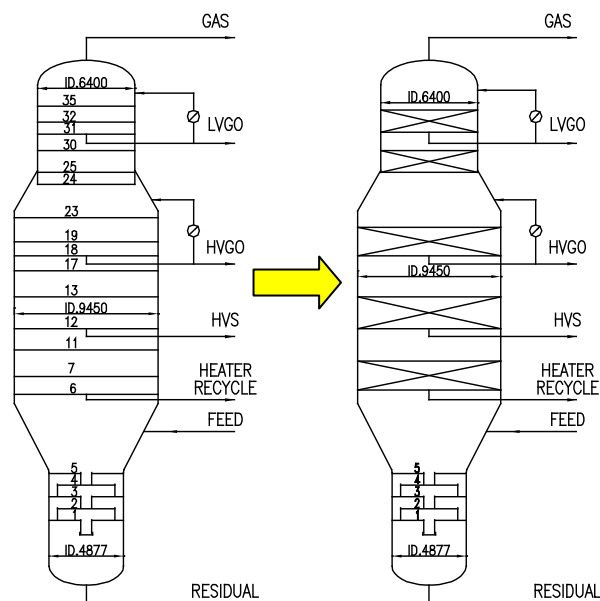 GAS
ID.6400
35
32
31
30
25
24
LVGO
23
19
18
17
13
HVGO
ID.9450
12
HVS
11
7
6
HEATER
RECYCLE
FEED
5
4
3
2
1
ID.4877
RESIDUAL
GAS
ID.6400
LVGO
HVGO
ID.9450
HVS
HEATER
RECYCLE
FEED
5
4
3
2
1
ID.4877
RESIDUAL